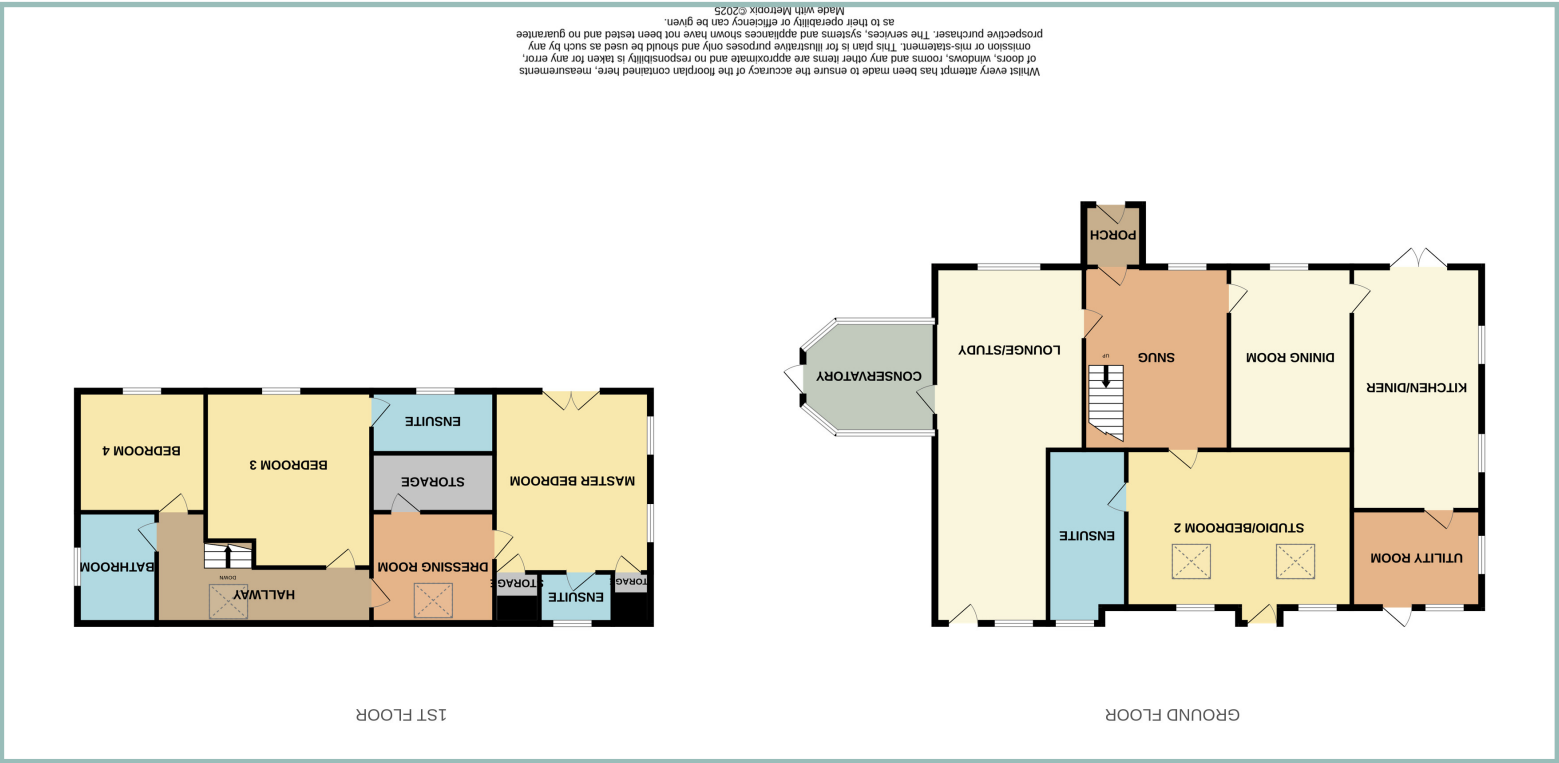 GROUND FLOOR
1ST FLOOR
UTILITY ROOM
STUDIO/BEDROOM 2
ENSUITE
KITCHEN/DINER
DINING ROOM
SNUG
UP
LOUNGE/STUDY
CONSERVATORY
PORCH
STORAGE
ENSUITE
STORAGE
HALLWAY
DOWN
DRESSING ROOM
BATHROOM
MASTER BEDROOM
STORAGE
BEDROOM 3
BEDROOM 4
ENSUITE
Whilst every attempt has been made to ensure the accuracy of the floorplan contained here, measurements
of doors, windows, rooms and any other items are approximate and no responsibility is taken for any error,
omission or mis-statement. This plan is for illustrative purposes only and should be used as such by any
prospective purchaser. The services, systems and appliances shown have not been tested and no guarantee
as to their operability or efficiency can be given.
Made with Metropix ©2025